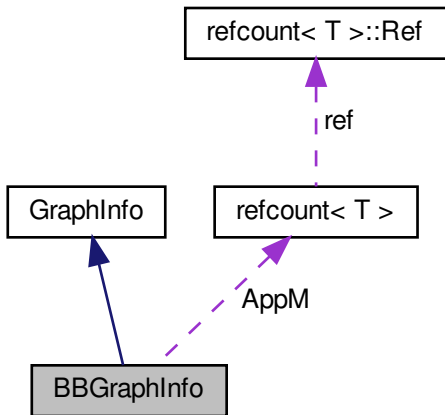 refcount< T >::Ref
ref
GraphInfo
refcount< T >
AppM
BBGraphInfo